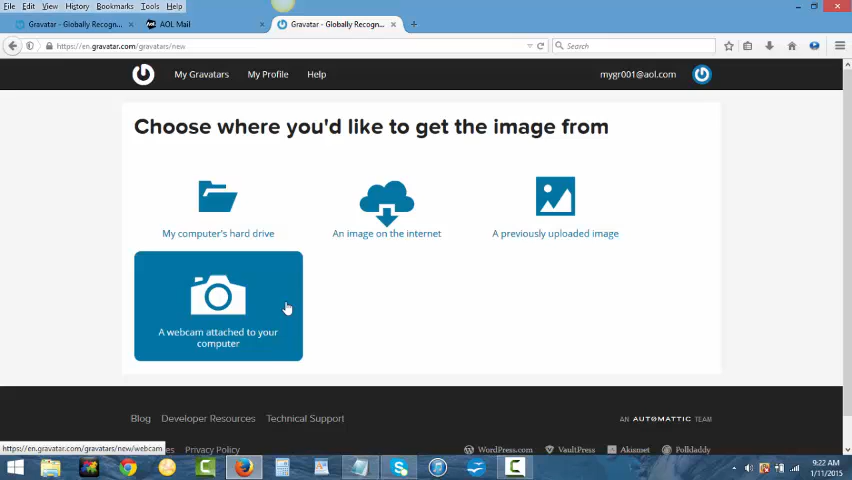 File Edit View History Bookmarks Tools Help
Gravatar - Globally Recogn... × AOL Mail × Gravatar - Globally Recogn... × +
https://en.gravatar.com/gravatars/new Search
My Gravatars My Profile Help mygr001@aol.com
Choose where you'd like to get the image from
My computer's hard drive An image on the internet A previously uploaded image
A webcam attached to your
computer
Blog Developer Resources Technical Support AN AUTOMATTIC TEAM
https://en.gravatar.com/gravatars/new/webcam Privacy Policy WordPress.com VaultPress Akismet Polldaddy
9:22 AM
1/11/2015